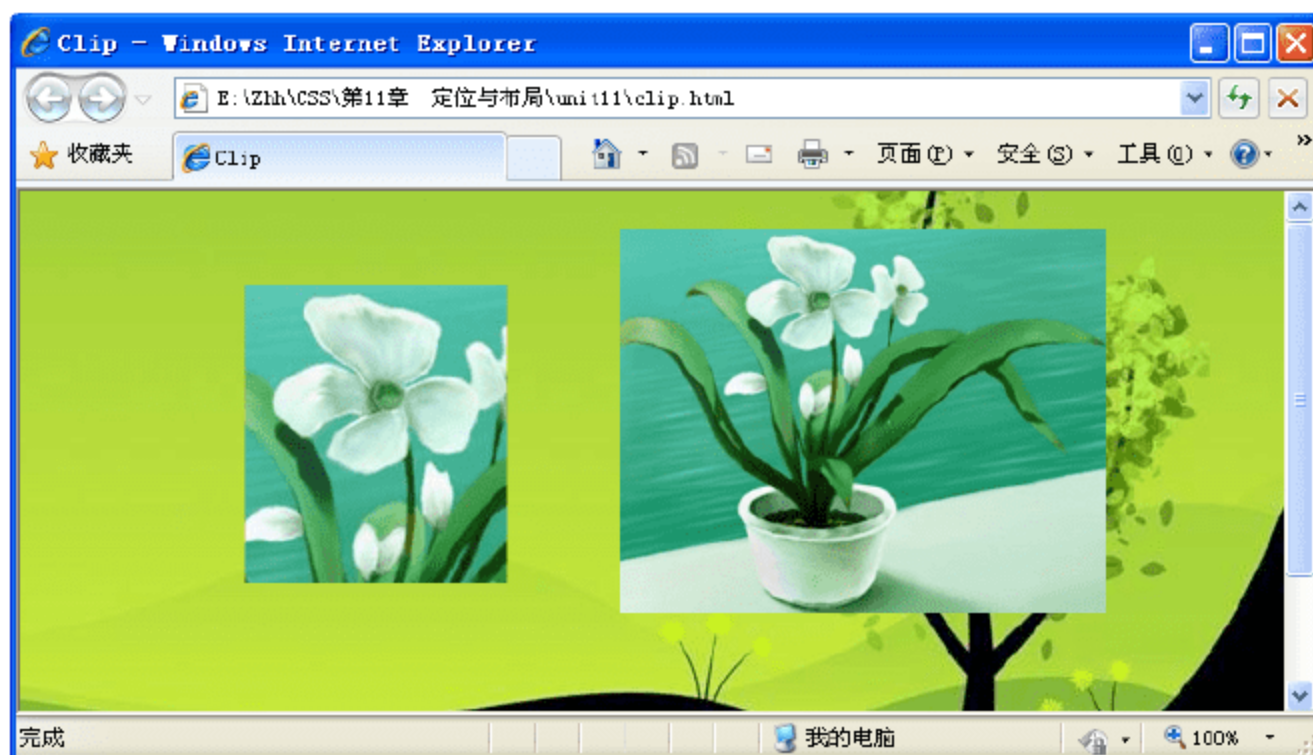 Clip - Windows Internet Explorer
E:\Zhh\CSS\第11章 定位与布局\unit11\clip.html
收藏夹 Clip 页面(P) 安全(S) 工具(O) »
完成 我的电脑 100%